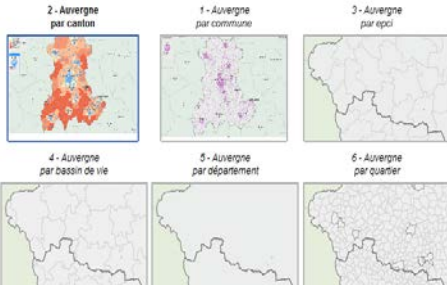 2 - Auvergne
par canton
1 - Auvergne
par commune
3 - Auvergne
par epci
4 - Auvergne
par bassin de vie
5 - Auvergne
par département
6 - Auvergne
par quartier